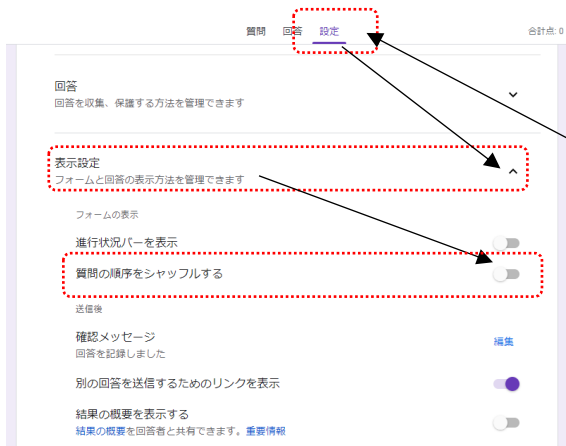 質問 回答 設定 合計点: 0
回答
回答を収集、保護する方法を管理できます
表示設定
フォームと回答の表示方法を管理できます
フォームの表示
進行状況バーを表示
質問の順序をシャッフルする
送信後
確認メッセージ
回答を記録しました
編集
別の回答を送信するためのリンクを表示
結果の概要を表示する
結果の概要を回答者と共有できます。重要情報